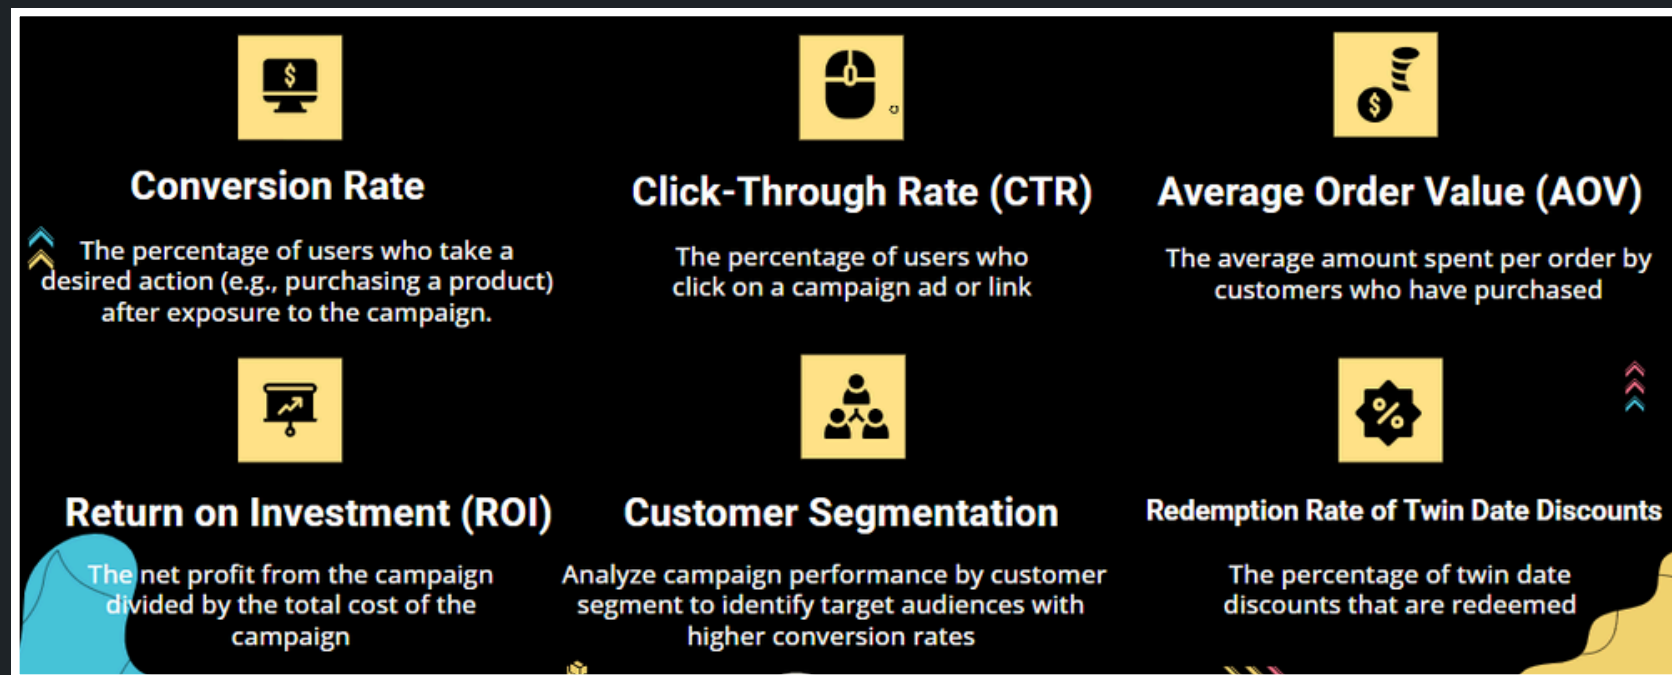 Conversion Rate
The percentage of users who take a
desired action (e.g., purchasing a product)
after exposure to the campaign.
Click-Through Rate (CTR)
The percentage of users who
click on a campaign ad or link
Average Order Value (AOV)
The average amount spent per order by
customers who have purchased
Return on Investment (ROI)
The net profit from the campaign
divided by the total cost of the
campaign
Customer Segmentation
Analyze campaign performance by customer
segment to identify target audiences with
higher conversion rates
Redemption Rate of Twin Date Discounts
The percentage of twin date
discounts that are redeemed